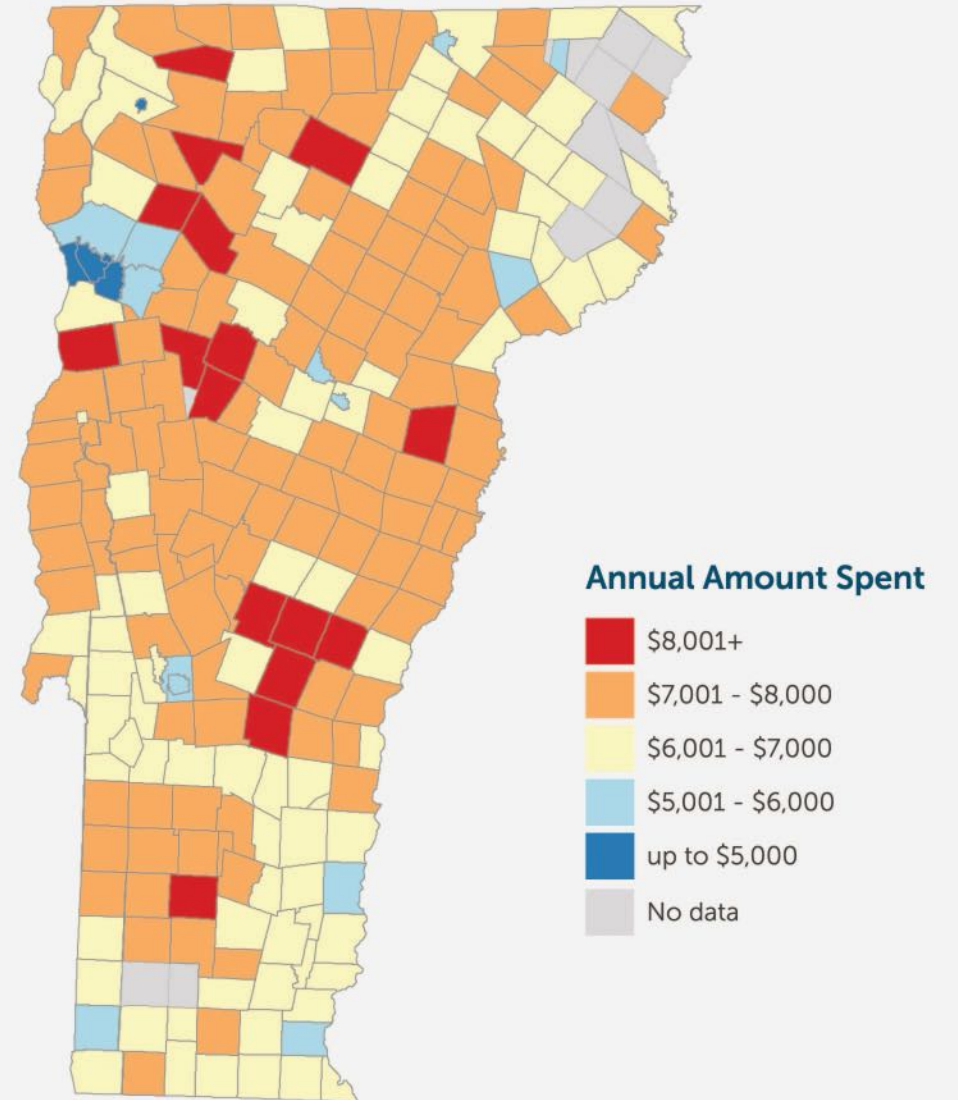 Annual Amount Spent
$8,001+
$7,001 - $8,000
$6,001 - $7,000
$5,001 - $6,000
up to $5,000
No data